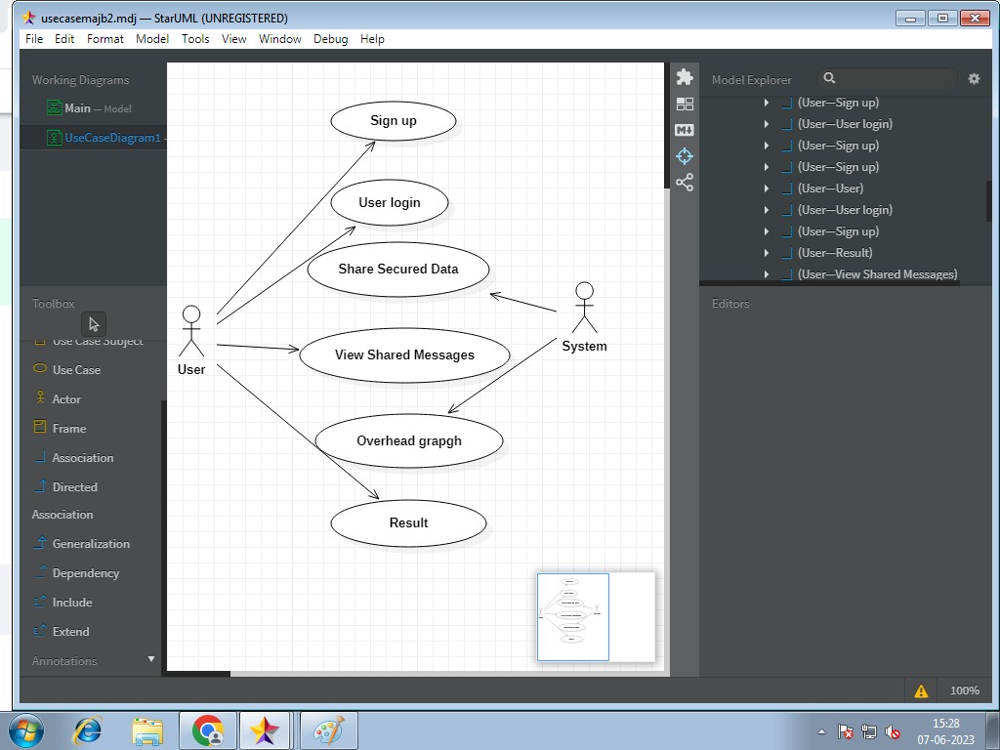 usecasemajb2.mdj — StarUML (UNREGISTERED)
File Edit Format Model Tools View Window Debug Help
Working Diagrams
Main — Model
UseCaseDiagram1 -
Toolbox
Use Case Subject
Use Case
Actor
Frame
Association
Directed
Association
Generalization
Dependency
Include
Extend
Annotations
Sign up
User login
Share Secured Data
View Shared Messages
Overhead grapgh
Result
User
System
M
Model Explorer
(User—Sign up)
(User—User login)
(User—Sign up)
(User—Sign up)
(User—User)
(User—User login)
(User—Sign up)
(User—Result)
(User—View Shared Messages)
Editors
100%
15:28
07-06-2023